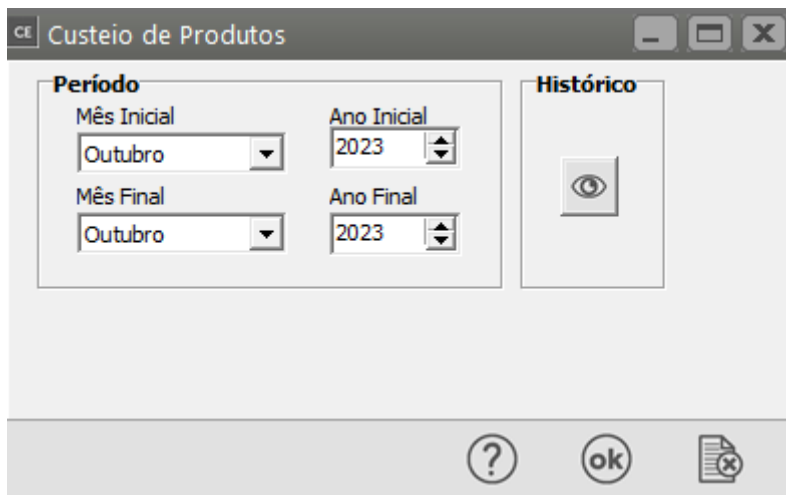 CE Custeio de Produtos
Período
Histórico
Mês Inicial
Ano Inicial
Outubro
2023
Mês Final
Ano Final
Outubro
2023
?
ok